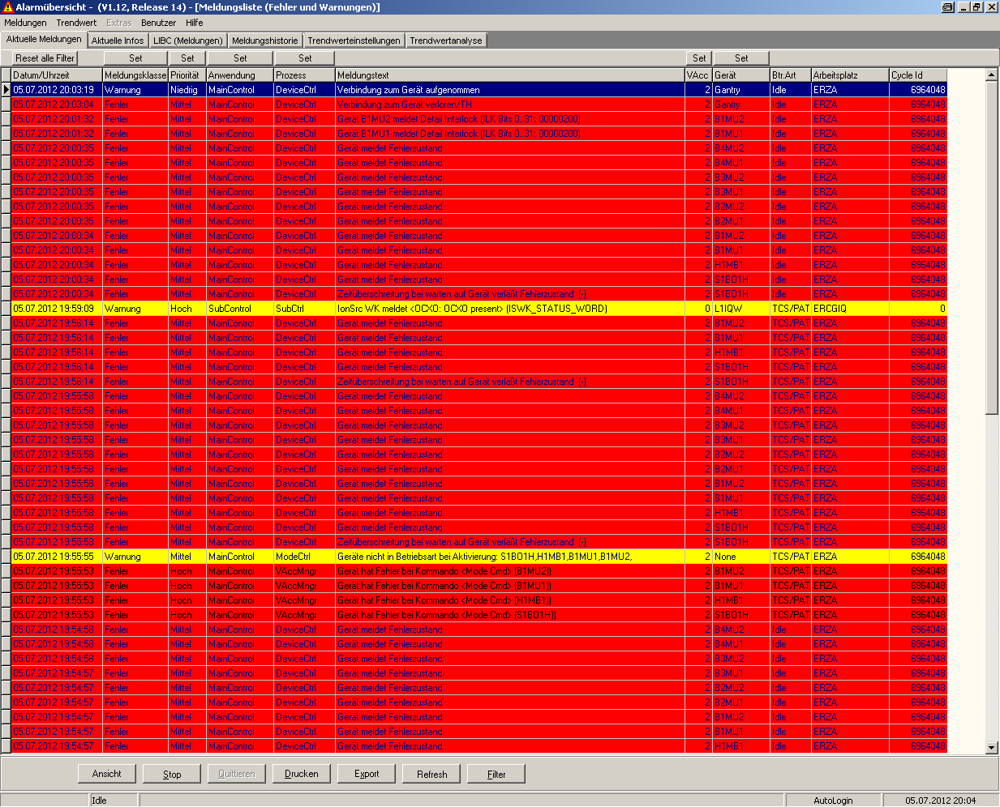 Alarmübersicht - (V1.12, Release 14) - [Meldungsliste (Fehler und Warnungen)]
Meldungen Trendwert Extras Benutzer Hilfe
Aktuelle Meldungen Aktuelle Infos LIBC (Meldungen) Meldungshistorie Trendwerteinstellungen Trendwertanalyse
Reset alle Filter Set Set Set Set Set Set
Datum/Uhrzeit Meldungsklasse Priorität Anwendung Prozess Meldungstext VAcc Gerät Btr.Art Arbeitsplatz Cycle Id
05.07.2012 20:03:19 Warnung Niedrig MainControl DeviceCtrl Verbindung zum Gerät aufgenommen 2 Gantry Idle ERZA 6964048
05.07.2012 20:03:04 Fehler Mittel MainControl DeviceCtrl Verbindung zum Gerät verloren/TH 2 Gantry Idle ERZA 6964048
05.07.2012 20:01:32 Fehler Mittel MainControl DeviceCtrl Gerät B1MU2 meldet Detail Interlock (ILK Bits 0..31: 00000200) 2 B1MU2 Idle ERZA 6964048
05.07.2012 20:01:32 Fehler Mittel MainControl DeviceCtrl Gerät B1MU1 meldet Detail Interlock (ILK Bits 0..31: 00000200) 2 B1MU1 Idle ERZA 6964048
05.07.2012 20:00:35 Fehler Mittel MainControl DeviceCtrl Gerät meldet Fehlerzustand 2 B4MU2 Idle ERZA 6964048
05.07.2012 20:00:35 Fehler Mittel MainControl DeviceCtrl Gerät meldet Fehlerzustand 2 B4MU1 Idle ERZA 6964048
05.07.2012 20:00:35 Fehler Mittel MainControl DeviceCtrl Gerät meldet Fehlerzustand 2 B3MU2 Idle ERZA 6964048
05.07.2012 20:00:35 Fehler Mittel MainControl DeviceCtrl Gerät meldet Fehlerzustand 2 B3MU1 Idle ERZA 6964048
05.07.2012 20:00:35 Fehler Mittel MainControl DeviceCtrl Gerät meldet Fehlerzustand 2 B2MU2 Idle ERZA 6964048
05.07.2012 20:00:35 Fehler Mittel MainControl DeviceCtrl Gerät meldet Fehlerzustand 2 B2MU1 Idle ERZA 6964048
05.07.2012 20:00:34 Fehler Mittel MainControl DeviceCtrl Gerät meldet Fehlerzustand 2 B1MU2 Idle ERZA 6964048
05.07.2012 20:00:34 Fehler Mittel MainControl DeviceCtrl Gerät meldet Fehlerzustand 2 B1MU1 Idle ERZA 6964048
05.07.2012 20:00:34 Fehler Mittel MainControl DeviceCtrl Gerät meldet Fehlerzustand 2 H1MB1 Idle ERZA 6964048
05.07.2012 20:00:34 Fehler Mittel MainControl DeviceCtrl Gerät meldet Fehlerzustand 2 S1BO1H Idle ERZA 6964048
05.07.2012 20:00:34 Fehler Mittel MainControl DeviceCtrl Zeitüberschreitung bei warten auf Gerät verläßt Fehlerzustand (-) 2 S1BO1H Idle ERZA 6964048
05.07.2012 19:59:09 Warnung Hoch SubControl SubCtrl IonSrc WK meldet <OCXO: OCXO present> (ISWK_STATUS_WORD) 0 L1IQW TCS/PAT ERCGIQ 0
05.07.2012 19:56:14 Fehler Mittel MainControl DeviceCtrl Gerät meldet Fehlerzustand 2 B1MU2 TCS/PAT ERZA 6964048
05.07.2012 19:56:14 Fehler Mittel MainControl DeviceCtrl Gerät meldet Fehlerzustand 2 B1MU1 TCS/PAT ERZA 6964048
05.07.2012 19:56:14 Fehler Mittel MainControl DeviceCtrl Gerät meldet Fehlerzustand 2 H1MB1 TCS/PAT ERZA 6964048
05.07.2012 19:56:14 Fehler Mittel MainControl DeviceCtrl Gerät meldet Fehlerzustand 2 S1BO1H TCS/PAT ERZA 6964048
05.07.2012 19:56:14 Fehler Mittel MainControl DeviceCtrl Zeitüberschreitung bei warten auf Gerät verläßt Fehlerzustand (-) 2 S1BO1H TCS/PAT ERZA 6964048
05.07.2012 19:55:58 Fehler Mittel MainControl DeviceCtrl Gerät meldet Fehlerzustand 2 B4MU2 TCS/PAT ERZA 6964048
05.07.2012 19:55:58 Fehler Mittel MainControl DeviceCtrl Gerät meldet Fehlerzustand 2 B4MU1 TCS/PAT ERZA 6964048
05.07.2012 19:55:58 Fehler Mittel MainControl DeviceCtrl Gerät meldet Fehlerzustand 2 B3MU2 TCS/PAT ERZA 6964048
05.07.2012 19:55:58 Fehler Mittel MainControl DeviceCtrl Gerät meldet Fehlerzustand 2 B3MU1 TCS/PAT ERZA 6964048
05.07.2012 19:55:58 Fehler Mittel MainControl DeviceCtrl Gerät meldet Fehlerzustand 2 B2MU2 TCS/PAT ERZA 6964048
05.07.2012 19:55:58 Fehler Mittel MainControl DeviceCtrl Gerät meldet Fehlerzustand 2 B2MU1 TCS/PAT ERZA 6964048
05.07.2012 19:55:58 Fehler Mittel MainControl DeviceCtrl Gerät meldet Fehlerzustand 2 B1MU2 TCS/PAT ERZA 6964048
05.07.2012 19:55:58 Fehler Mittel MainControl DeviceCtrl Gerät meldet Fehlerzustand 2 B1MU1 TCS/PAT ERZA 6964048
05.07.2012 19:55:58 Fehler Mittel MainControl DeviceCtrl Gerät meldet Fehlerzustand 2 H1MB1 TCS/PAT ERZA 6964048
05.07.2012 19:55:58 Fehler Mittel MainControl DeviceCtrl Gerät meldet Fehlerzustand 2 S1BO1H TCS/PAT ERZA 6964048
05.07.2012 19:55:58 Fehler Mittel MainControl DeviceCtrl Zeitüberschreitung bei warten auf Gerät verläßt Fehlerzustand (-) 2 S1BO1H TCS/PAT ERZA 6964048
05.07.2012 19:55:55 Warnung Mittel MainControl ModeCtrl Geräte nicht in Betriebsart bei Aktivierung: S1BO1H,H1MB1,B1MU1,B1MU2, 2 None TCS/PAT ERZA 6964048
05.07.2012 19:55:53 Fehler Hoch MainControl VAccMngr Gerät hat Fehler bei Kommando <Mode Cmd> (B1MU2)) 2 B1MU2 TCS/PAT ERZA 6964048
05.07.2012 19:55:53 Fehler Hoch MainControl VAccMngr Gerät hat Fehler bei Kommando <Mode Cmd> (B1MU1)) 2 B1MU1 TCS/PAT ERZA 6964048
05.07.2012 19:55:53 Fehler Hoch MainControl VAccMngr Gerät hat Fehler bei Kommando <Mode Cmd> (H1MB1)) 2 H1MB1 TCS/PAT ERZA 6964048
05.07.2012 19:55:53 Fehler Hoch MainControl VAccMngr Gerät hat Fehler bei Kommando <Mode Cmd> (S1BO1H)) 2 S1BO1H TCS/PAT ERZA 6964048
05.07.2012 19:54:58 Fehler Mittel MainControl DeviceCtrl Gerät meldet Fehlerzustand 2 B4MU2 Idle ERZA 6964048
05.07.2012 19:54:58 Fehler Mittel MainControl DeviceCtrl Gerät meldet Fehlerzustand 2 B4MU1 Idle ERZA 6964048
05.07.2012 19:54:58 Fehler Mittel MainControl DeviceCtrl Gerät meldet Fehlerzustand 2 B3MU2 Idle ERZA 6964048
05.07.2012 19:54:57 Fehler Mittel MainControl DeviceCtrl Gerät meldet Fehlerzustand 2 B3MU1 Idle ERZA 6964048
05.07.2012 19:54:57 Fehler Mittel MainControl DeviceCtrl Gerät meldet Fehlerzustand 2 B2MU2 Idle ERZA 6964048
05.07.2012 19:54:57 Fehler Mittel MainControl DeviceCtrl Gerät meldet Fehlerzustand 2 B2MU1 Idle ERZA 6964048
05.07.2012 19:54:57 Fehler Mittel MainControl DeviceCtrl Gerät meldet Fehlerzustand 2 B1MU2 Idle ERZA 6964048
05.07.2012 19:54:57 Fehler Mittel MainControl DeviceCtrl Gerät meldet Fehlerzustand 2 B1MU1 Idle ERZA 6964048
05.07.2012 19:54:57 Fehler Mittel MainControl DeviceCtrl Gerät meldet Fehlerzustand 2 H1MB1 Idle ERZA 6964048
Ansicht Stop Quittieren Drucken Export Refresh Filter
Idle AutoLogin 05.07.2012 20:04